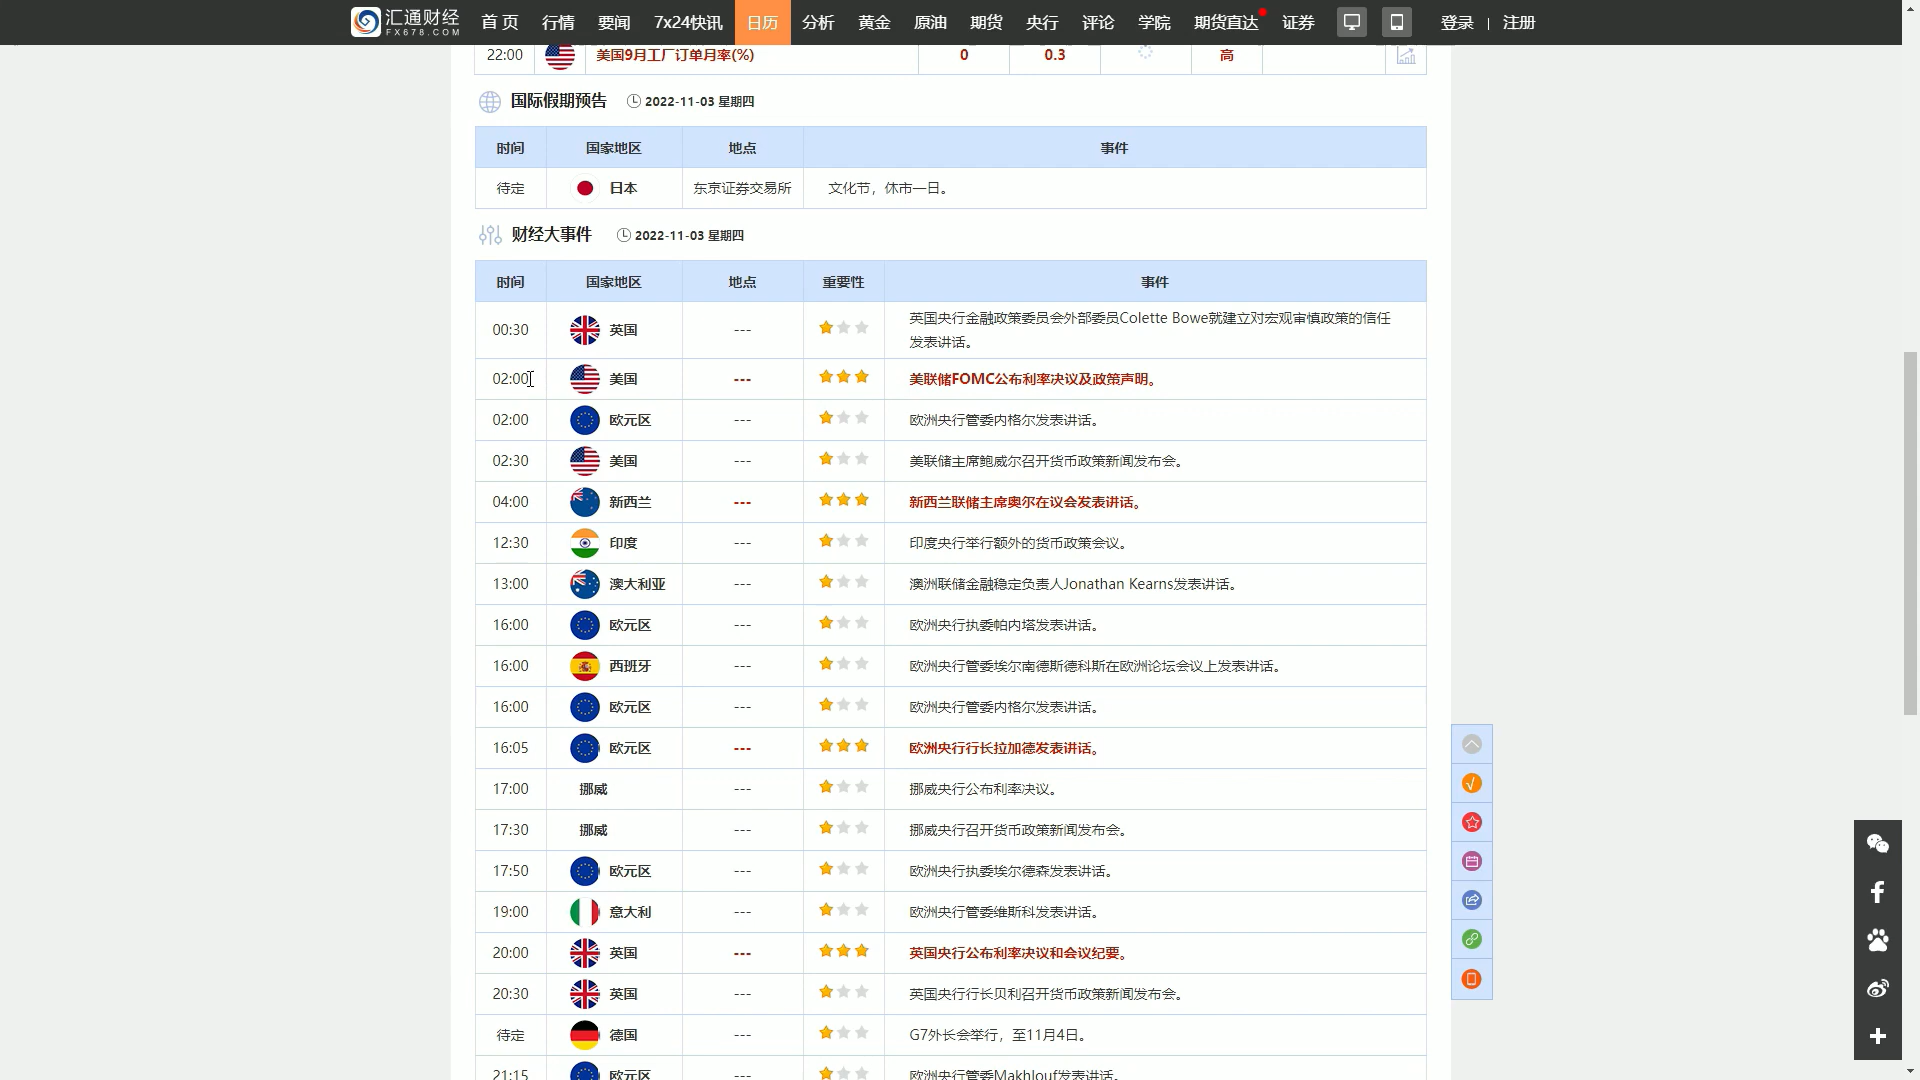 汇通财经
FX678.COM
首 页 行情 要闻 7x24快讯 日历 分析 黄金 原油 期货 央行 评论 学院 期货直达 证券 登录 | 注册
22:00 美国9月工厂订单月率(%) 0 0.3 高
国际假期预告 2022-11-03 星期四
时间 国家地区 地点 事件
待定 日本 东京证券交易所 文化节，休市一日。
财经大事件 2022-11-03 星期四
时间 国家地区 地点 重要性 事件
00:30 英国 --- 英国央行金融政策委员会外部委员Colette Bowe就建立对宏观审慎政策的信任
发表讲话。
02:00 美国 --- 美联储FOMC公布利率决议及政策声明。
02:00 欧元区 --- 欧洲央行管委内格尔发表讲话。
02:30 美国 --- 美联储主席鲍威尔召开货币政策新闻发布会。
04:00 新西兰 --- 新西兰联储主席奥尔在议会发表讲话。
12:30 印度 --- 印度央行举行额外的货币政策会议。
13:00 澳大利亚 --- 澳洲联储金融稳定负责人Jonathan Kearns发表讲话。
16:00 欧元区 --- 欧洲央行执委帕内塔发表讲话。
16:00 西班牙 --- 欧洲央行管委埃尔南德斯德科斯在欧洲论坛会议上发表讲话。
16:00 欧元区 --- 欧洲央行管委内格尔发表讲话。
16:05 欧元区 --- 欧洲央行行长拉加德发表讲话。
17:00 挪威 --- 挪威央行公布利率决议。
17:30 挪威 --- 挪威央行召开货币政策新闻发布会。
17:50 欧元区 --- 欧洲央行执委埃尔德森发表讲话。
19:00 意大利 --- 欧洲央行管委维斯科发表讲话。
20:00 英国 --- 英国央行公布利率决议和会议纪要。
20:30 英国 --- 英国央行行长贝利召开货币政策新闻发布会。
待定 德国 --- G7外长会举行，至11月4日。
21:15 欧元区 --- 欧洲央行管委Makhlouf发表讲话。